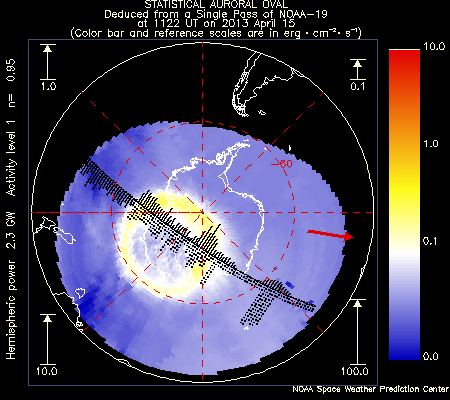 STATISTICAL AURORAL OVAL
Deduced from a Single Pass of NOAA-19
at 1122 UT on 2013 April 15
(Color bar and reference scales are in erg·cm⁻²·s⁻¹)
1.0
0.1
10.0
1.0
0.1
0.0
-60
Hemispheric power 2.3 GW Activity level 1 n= 0.95
10.0
100.0
NOAA Space Weather Prediction Center